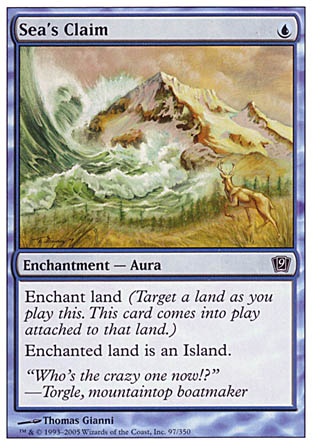 Sea's Claim
Enchantment — Aura
9
Enchant land (Target a land as you
play this. This card comes into play
attached to that land.)
Enchanted land is an Island.
"Who's the crazy one now!?"
—Torgle, mountaintop boatmaker
Thomas Gianni
™ & © 1993–2005 Wizards of the Coast, Inc. 97/350